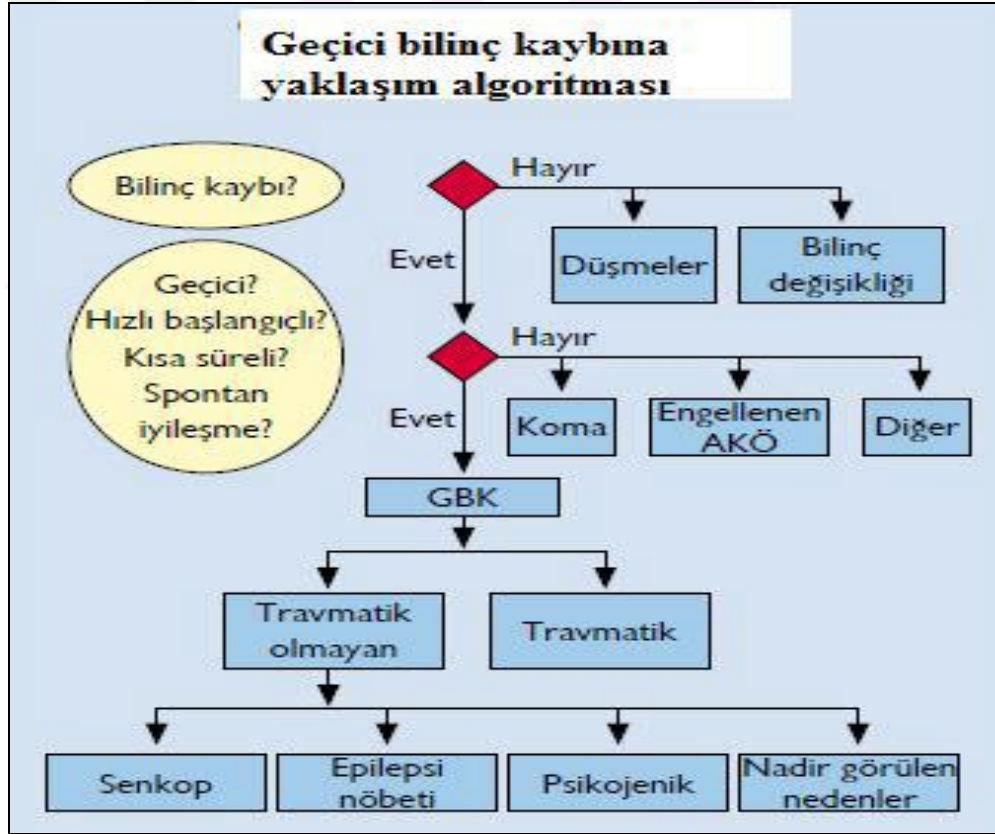 Geçici bilinç kaybına
yaklaşım algoritması
Bilinç kaybı?
Hayır
Evet
Düşmeler
Bilinç
değişikliği
Geçici?
Hızlı başlangıçlı?
Kısa süreli?
Spontan
iyileşme?
Hayır
Evet
Koma
Engellenen
AKÖ
Diğer
GBK
Travmatik
olmayan
Travmatik
Senkop
Epilepsi
nöbeti
Psikojenik
Nadir görülen
nedenler